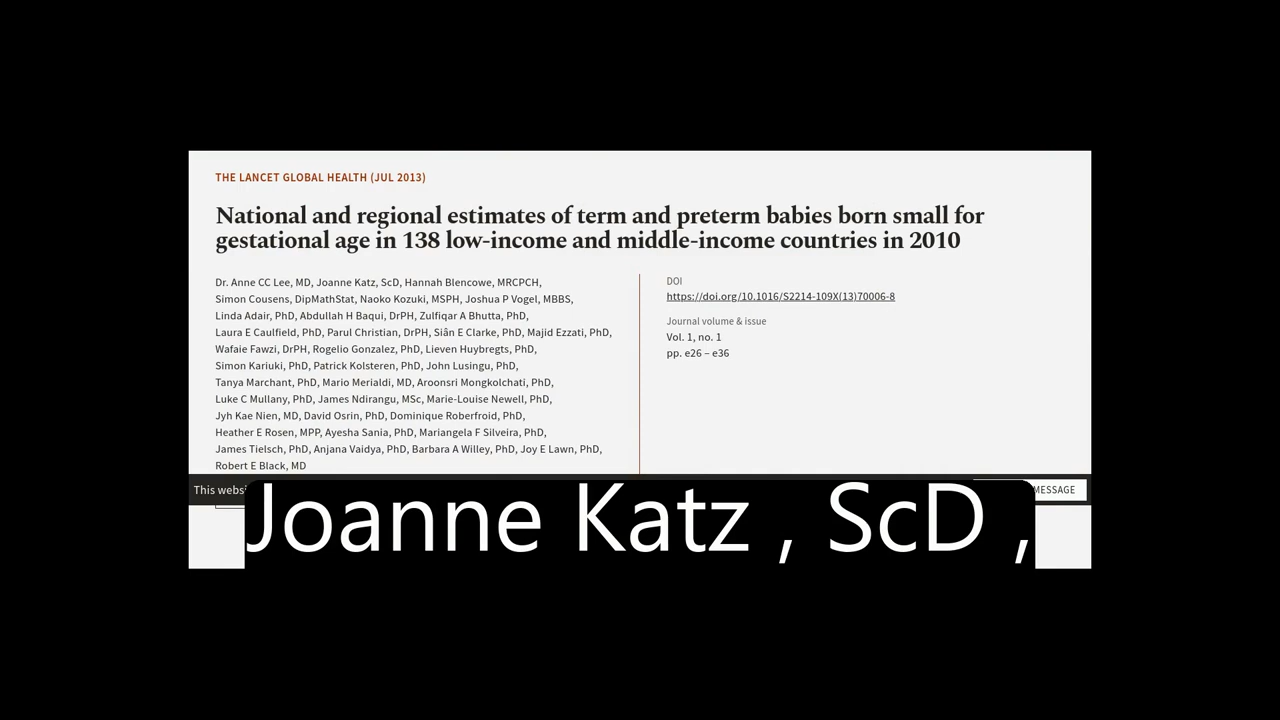 THE LANCET GLOBAL HEALTH (JUL 2013)
National and regional estimates of term and preterm babies born small for
gestational age in 138 low-income and middle-income countries in 2010
Dr. Anne CC Lee, MD, Joanne Katz, ScD, Hannah Blencowe, MRCPCH,
Simon Cousens, DipMathStat, Naoko Kozuki, MSPH, Joshua P Vogel, MBBS,
Linda Adair, PhD, Abdullah H Baqui, DrPH, Zulfiqar A Bhutta, PhD,
Laura E Caulfield, PhD, Parul Christian, DrPH, Siân E Clarke, PhD, Majid Ezzati, PhD,
Wafaie Fawzi, DrPH, Rogelio Gonzalez, PhD, Lieven Huybregts, PhD,
Simon Kariuki, PhD, Patrick Kolsteren, PhD, John Lusingu, PhD,
Tanya Marchant, PhD, Mario Merialdi, MD, Aroonsri Mongkolchati, PhD,
Luke C Mullany, PhD, James Ndirangu, MSc, Marie-Louise Newell, PhD,
Jyh Kae Nien, MD, David Osrin, PhD, Dominique Roberfroid, PhD,
Heather E Rosen, MPP, Ayesha Sania, PhD, Mariangela F Silveira, PhD,
James Tielsch, PhD, Anjana Vaidya, PhD, Barbara A Willey, PhD, Joy E Lawn, PhD,
Robert E Black, MD
DOI
https://doi.org/10.1016/S2214-109X(13)70006-8
Journal volume & issue
Vol. 1, no. 1
pp. e26 – e36
This
MESSAGE
Joanne Katz , ScD ,